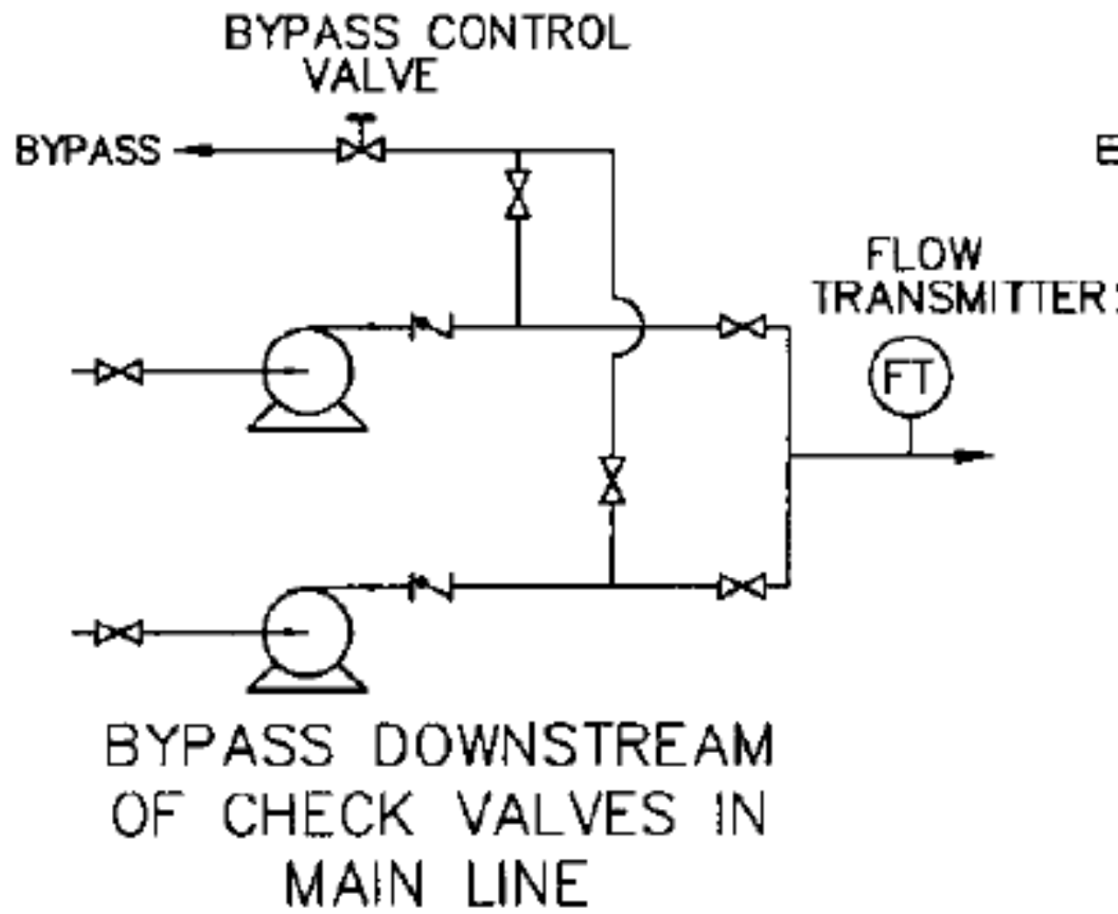 BYPASS CONTROL
VALVE
BYPASS
FLOW
TRANSMITTER
FT
BYPASS DOWNSTREAM
OF CHECK VALVES IN
MAIN LINE